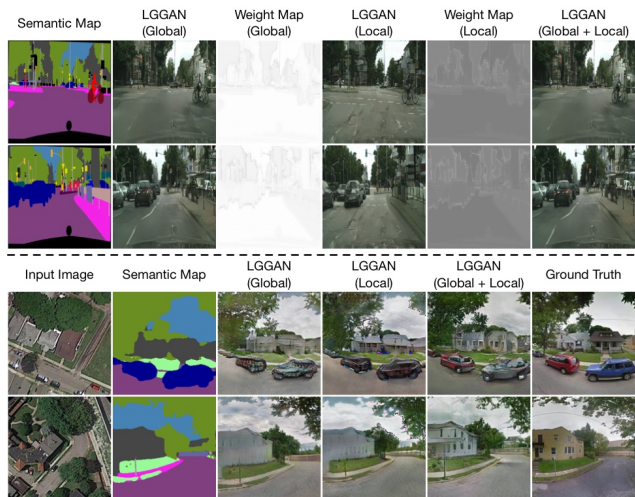 Semantic Map
LGGAN
(Global)
Weight Map
(Global)
LGGAN
(Local)
Weight Map
(Local)
LGGAN
(Global + Local)
Input Image
Semantic Map
LGGAN
(Global)
LGGAN
(Local)
LGGAN
(Global + Local)
Ground Truth